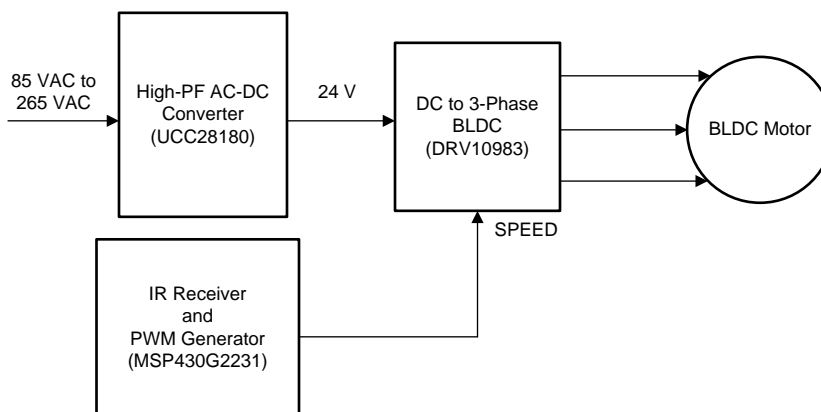 85 VAC to
265 VAC
High-PF AC-DC
Converter
(UCC28180)
24 V
DC to 3-Phase
BLDC
(DRV10983)
BLDC Motor
SPEED
IR Receiver
and
PWM Generator
(MSP430G2231)